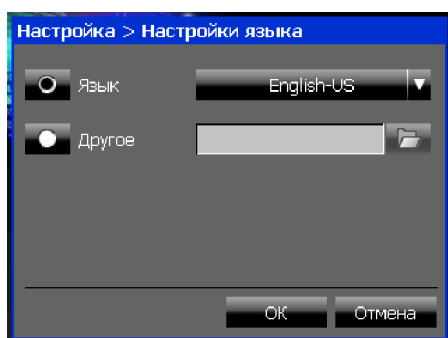 Настройка > Настройки языка
Язык English-US
Другое
OK Отмена